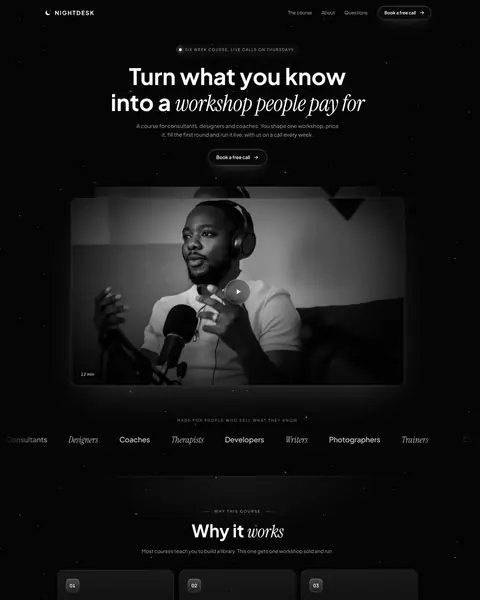 NIGHTDESK
The course
About
Questions
Book a free call →
SIX WEEK COURSE. LIVE CALLS ON THURSDAYS
Turn what you know
into a workshop people pay for
A course for consultants, designers and coaches. You shape one workshop, price
it, fill the first round and run it live, with us on a call every week.
Book a free call →
12 min
MADE FOR PEOPLE WHO SELL WHAT THEY KNOW
Consultants Designers Coaches Therapists Developers Writers Photographers Trainers
WHY THIS COURSE
Why it works
Most courses teach you to build a library. This one gets one workshop sold and run
01
02
03